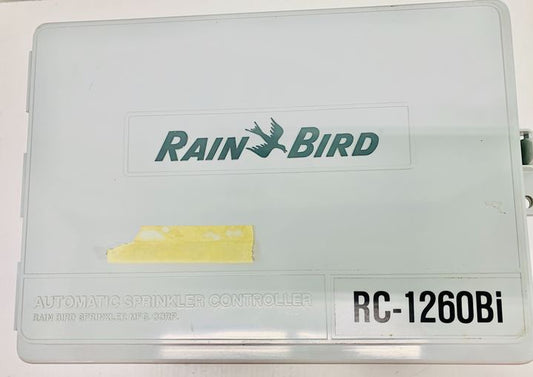 RAIN BIRD
AUTOMATIC SPRINKLER CONTROLLER
RAIN BIRD SPRINKLER MFG. CORP.
RC-1260Bi